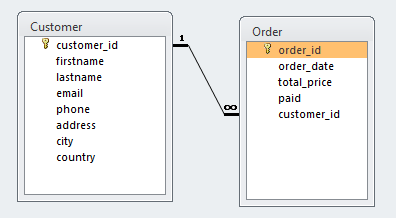 Customer
customer_id
firstname
lastname
email
phone
address
city
country
1
∞
Order
order_id
order_date
total_price
paid
customer_id